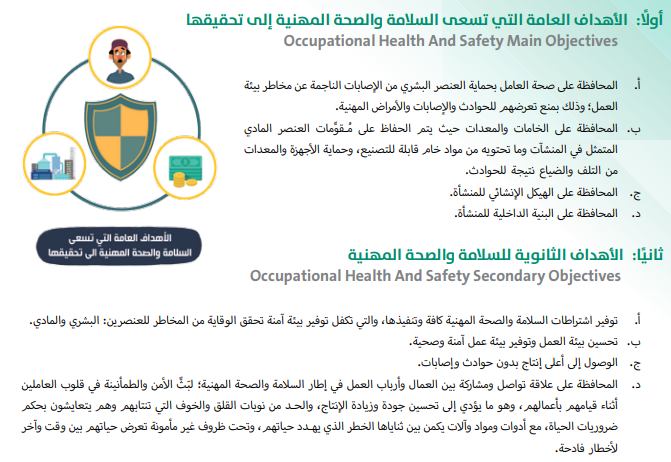 أولًا: الأهداف العامة التي تسعى السلامة والصحة المهنية إلى تحقيقها
Occupational Health And Safety Main Objectives
أ. المحافظة على صحة العامل بحماية العنصر البشري من الإصابات الناجمة عن مخاطر بيئة
العمل؛ وذلك بمنع تعرضهم للحوادث والإصابات والأمراض المهنية.
ب. المحافظة على الخامات والمعدات حيث يتم الحفاظ على مُقوِّمات العنصر المادي
المتمثل في المنشآت وما تحتويه من مواد خام قابلة للتصنيع، وحماية الأجهزة والمعدات
من التلف والضياع نتيجة للحوادث.
ج. المحافظة على الهيكل الإنشائي للمنشأة.
د. المحافظة على البنية الداخلية للمنشأة.
الأهداف العامة التي تسعى
السلامة والصحة المهنية الى تحقيقها
ثانيًا: الأهداف الثانوية للسلامة والصحة المهنية
Occupational Health And Safety Secondary Objectives
أ. توفير اشتراطات السلامة والصحة المهنية كافة وتنفيذها، والتي تكفل توفير بيئة آمنة تحقق الوقاية من المخاطر للعنصرين: البشري والمادي.
ب. تحسين بيئة العمل وتوفير بيئة عمل آمنة وصحية.
ج. الوصول إلى أعلى إنتاج بدون حوادث وإصابات.
د. المحافظة على علاقة تواصل ومشاركة بين العمال وأرباب العمل في إطار السلامة والصحة المهنية؛ لبَثِّ الأمن والطمأنينة في قلوب العاملين
أثناء قيامهم بأعمالهم، وهو ما يؤدي إلى تحسين جودة وزيادة الإنتاج، والحد من نوبات القلق والخوف التي تنتابهم وهم يتعايشون بحكم
ضروريات الحياة، مع أدوات ومواد وآلات يكمن بين ثناياها الخطر الذي يهدد حياتهم، وتحت ظروف غير مأمونة تعرض حياتهم بين وقت وآخر
لأخطار فادحة.